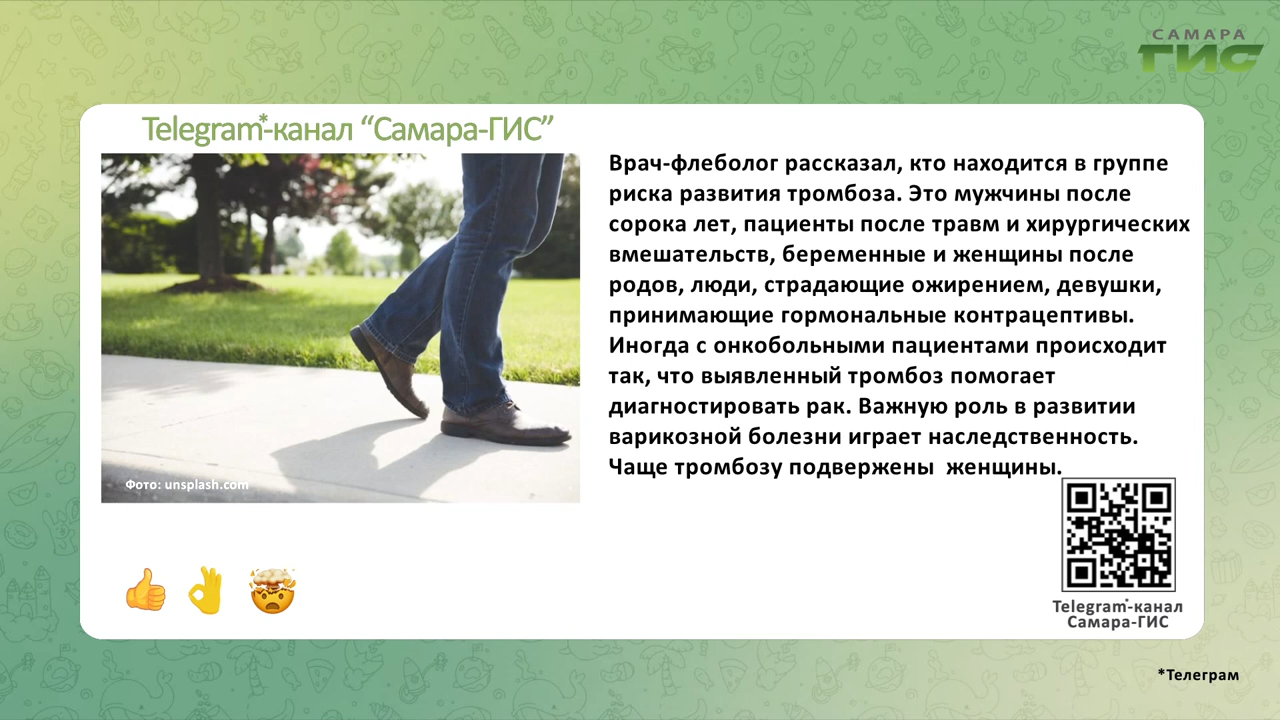 САМАРА
ГИС
Telegram*-канал “Самара-ГИС”
Врач-флеболог рассказал, кто находится в группе
риска развития тромбоза. Это мужчины после
сорока лет, пациенты после травм и хирургических
вмешательств, беременные и женщины после
родов, люди, страдающие ожирением, девушки,
принимающие гормональные контрацептивы.
Иногда с онкобольными пациентами происходит
так, что выявленный тромбоз помогает
диагностировать рак. Важную роль в развитии
варикозной болезни играет наследственность.
Чаще тромбозу подвержены  женщины.
Фото: unsplash.com
Telegram*-канал
Самара-ГИС
*Телеграм